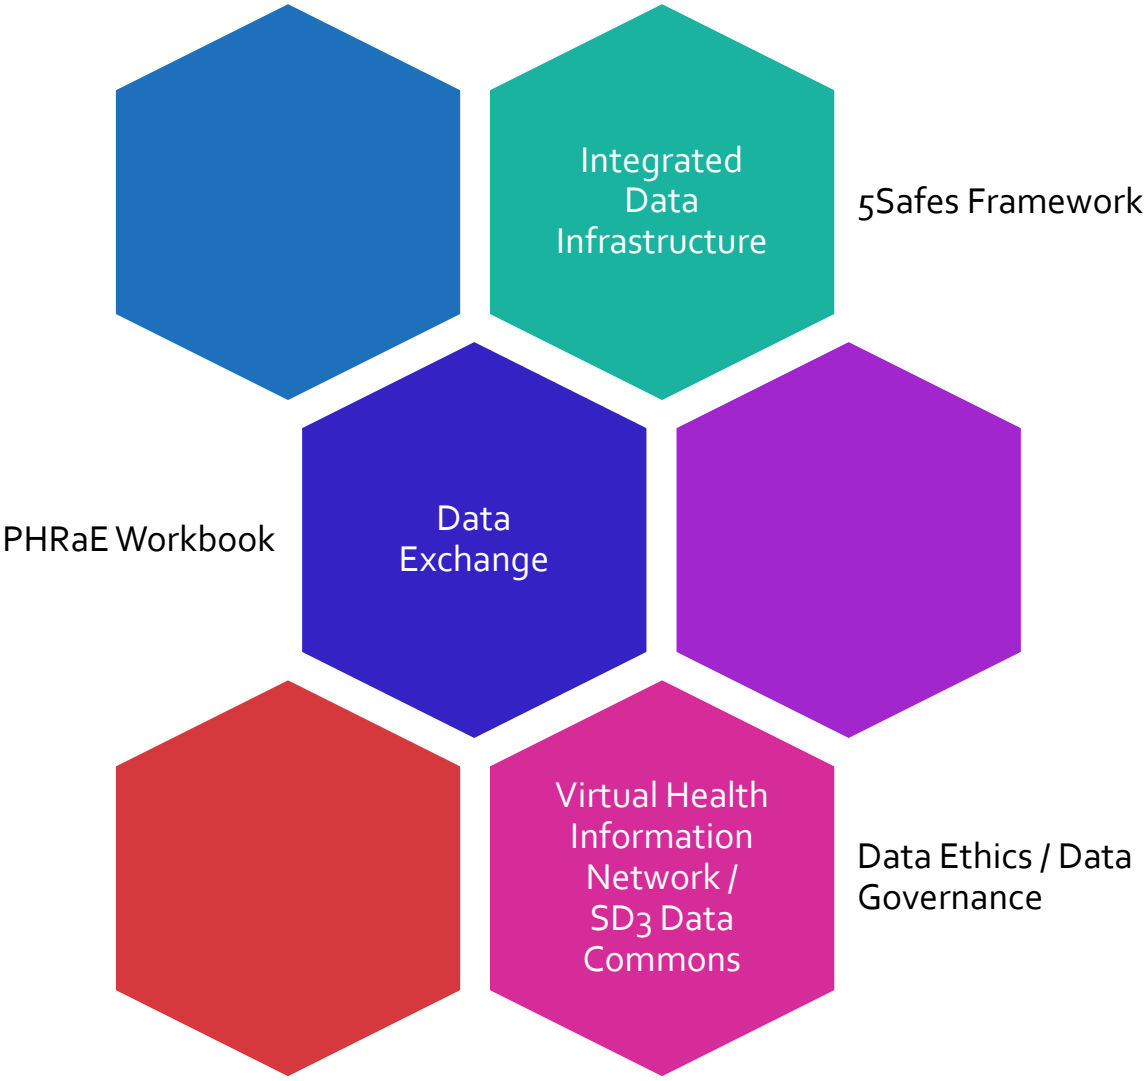 Integrated
Data
Infrastructure
5Safes Framework
PHRaE Workbook
Data
Exchange
Virtual Health
Information
Network /
SD3 Data
Commons
Data Ethics / Data
Governance